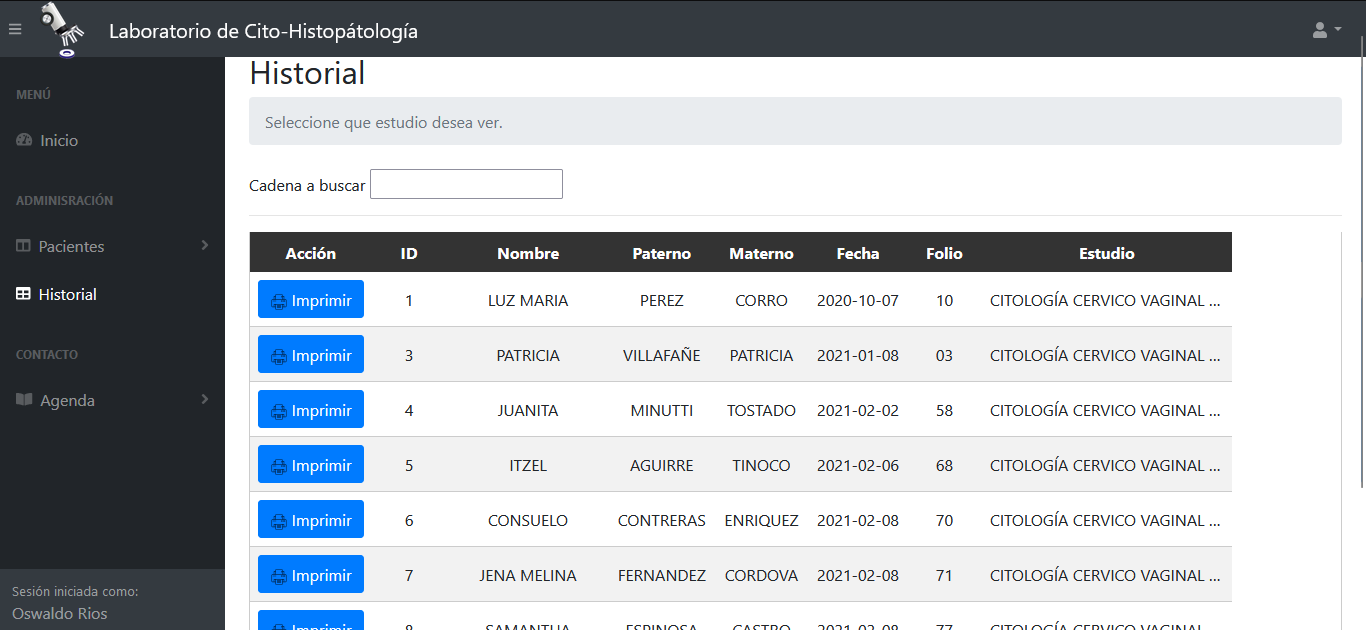 Laboratorio de Cito-Histopátología
MENÚ
Inicio
ADMINISRACIÓN
Pacientes
Historial
CONTACTO
Agenda
Sesión iniciada como:
Oswaldo Rios
Historial
Seleccione que estudio desea ver.
Cadena a buscar
Acción ID Nombre Paterno Materno Fecha Folio Estudio
Imprimir 1 LUZ MARIA PEREZ CORRO 2020-10-07 10 CITOLOGÍA CERVICO VAGINAL ...
Imprimir 3 PATRICIA VILLAFAÑE PATRICIA 2021-01-08 03 CITOLOGÍA CERVICO VAGINAL ...
Imprimir 4 JUANITA MINUTTI TOSTADO 2021-02-02 58 CITOLOGÍA CERVICO VAGINAL ...
Imprimir 5 ITZEL AGUIRRE TINOCO 2021-02-06 68 CITOLOGÍA CERVICO VAGINAL ...
Imprimir 6 CONSUELO CONTRERAS ENRIQUEZ 2021-02-08 70 CITOLOGÍA CERVICO VAGINAL ...
Imprimir 7 JENA MELINA FERNANDEZ CORDOVA 2021-02-08 71 CITOLOGÍA CERVICO VAGINAL ...
Imprimir 8 SAMANTHA ESPINOSA CASTRO 2021-02-08 77 CITOLOGÍA CERVICO VAGINAL ...